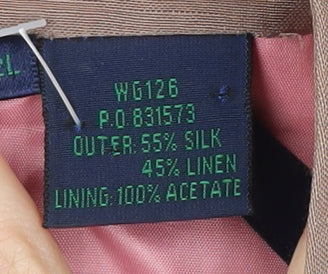 WG126
P.O 831573
OUTER: 55% SILK
45% LINEN
LINING: 100% ACETATE